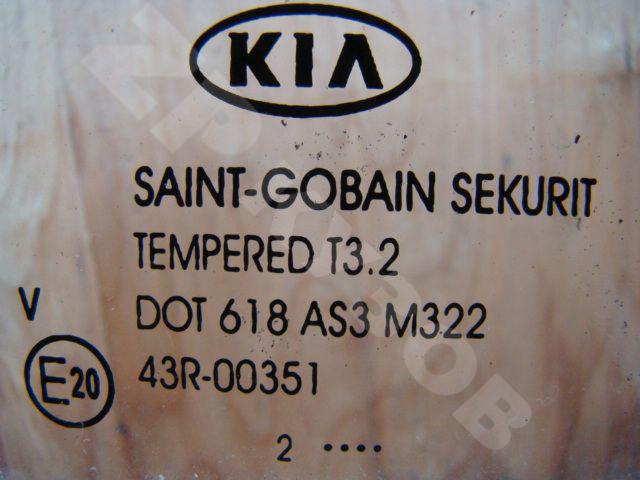 KIA
SAINT-GOBAIN SEKURIT
TEMPERED T3.2
V
DOT 618 AS3 M322
E20
43R-00351
2 ....